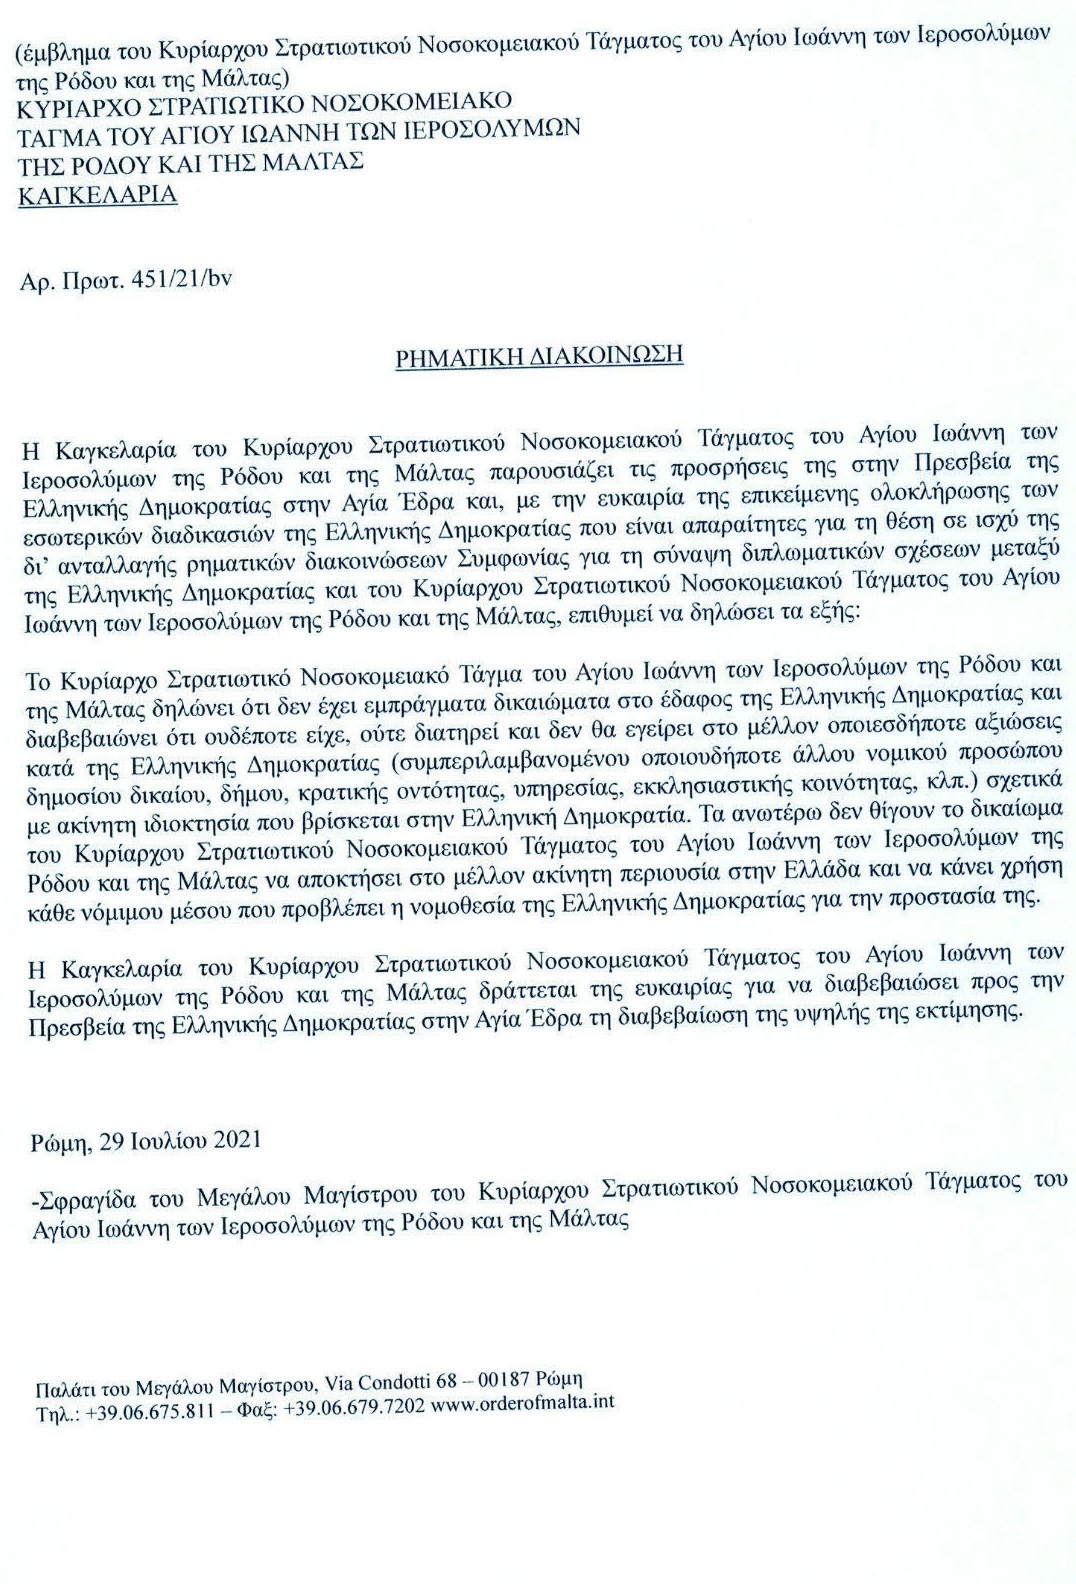 (έμβλημα του Κυρίαρχου Στρατιωτικού Νοσοκομειακού Τάγματος του Αγίου Ιωάννη των Ιεροσολύμων
της Ρόδου και της Μάλτας)
ΚΥΡΙΑΡΧΟ ΣΤΡΑΤΙΩΤΙΚΟ ΝΟΣΟΚΟΜΕΙΑΚΟ
ΤΑΓΜΑ ΤΟΥ ΑΓΙΟΥ ΙΩΑΝΝΗ ΤΩΝ ΙΕΡΟΣΟΛΥΜΩΝ
ΤΗΣ ΡΟΔΟΥ ΚΑΙ ΤΗΣ ΜΑΛΤΑΣ
ΚΑΓΚΕΛΑΡΙΑ
Αρ. Πρωτ. 451/21/bv
ΡΗΜΑΤΙΚΗ ΔΙΑΚΟΙΝΩΣΗ
Η Καγκελαρία του Κυρίαρχου Στρατιωτικού Νοσοκομειακού Τάγματος του Αγίου Ιωάννη των
Ιεροσολύμων της Ρόδου και της Μάλτας παρουσιάζει τις προσρήσεις της στην Πρεσβεία της
Ελληνικής Δημοκρατίας στην Αγία Έδρα και, με την ευκαιρία της επικείμενης ολοκλήρωσης των
εσωτερικών διαδικασιών της Ελληνικής Δημοκρατίας που είναι απαραίτητες για τη θέση σε ισχύ της
δι’ ανταλλαγής ρηματικών διακοινώσεων Συμφωνίας για τη σύναψη διπλωματικών σχέσεων μεταξύ
της Ελληνικής Δημοκρατίας και του Κυρίαρχου Στρατιωτικού Νοσοκομειακού Τάγματος του Αγίου
Ιωάννη των Ιεροσολύμων της Ρόδου και της Μάλτας, επιθυμεί να δηλώσει τα εξής:
Το Κυρίαρχο Στρατιωτικό Νοσοκομειακό Τάγμα του Αγίου Ιωάννη των Ιεροσολύμων της Ρόδου και
της Μάλτας δηλώνει ότι δεν έχει εμπράγματα δικαιώματα στο έδαφος της Ελληνικής Δημοκρατίας και
διαβεβαιώνει ότι ουδέποτε είχε, ούτε διατηρεί και δεν θα εγείρει στο μέλλον οποιεσδήποτε αξιώσεις
κατά της Ελληνικής Δημοκρατίας (συμπεριλαμβανομένου οποιουδήποτε άλλου νομικού προσώπου
δημοσίου δικαίου, δήμου, κρατικής οντότητας, υπηρεσίας, εκκλησιαστικής κοινότητας, κλπ.) σχετικά
με ακίνητη ιδιοκτησία που βρίσκεται στην Ελληνική Δημοκρατία. Τα ανωτέρω δεν θίγουν το δικαίωμα
του Κυρίαρχου Στρατιωτικού Νοσοκομειακού Τάγματος του Αγίου Ιωάννη των Ιεροσολύμων της
Ρόδου και της Μάλτας να αποκτήσει στο μέλλον ακίνητη περιουσία στην Ελλάδα και να κάνει χρήση
κάθε νόμιμου μέσου που προβλέπει η νομοθεσία της Ελληνικής Δημοκρατίας για την προστασία της.
Η Καγκελαρία του Κυρίαρχου Στρατιωτικού Νοσοκομειακού Τάγματος του Αγίου Ιωάννη των
Ιεροσολύμων της Ρόδου και της Μάλτας δράττεται της ευκαιρίας για να διαβεβαιώσει προς την
Πρεσβεία της Ελληνικής Δημοκρατίας στην Αγία Έδρα τη διαβεβαίωση της υψηλής της εκτίμησης.
Ρώμη, 29 Ιουλίου 2021
-Σφραγίδα του Μεγάλου Μαγίστρου του Κυρίαρχου Στρατιωτικού Νοσοκομειακού Τάγματος του
Αγίου Ιωάννη των Ιεροσολύμων της Ρόδου και της Μάλτας
Παλάτι του Μεγάλου Μαγίστρου, Via Condotti 68 – 00187 Ρώμη
Τηλ.: +39.06.675.811 – Φαξ: +39.06.679.7202 www.orderofmalta.int